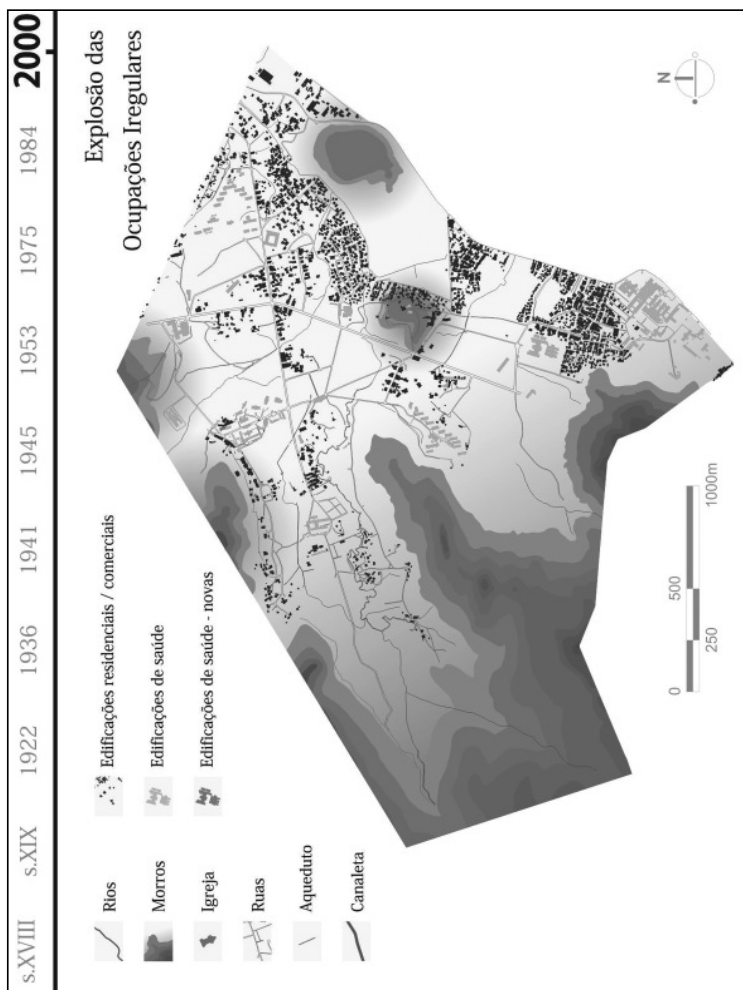 s.XVIII s.XIX 1922 1936 1941 1945 1953 1975 1984 2000
Explosão das
Ocupações Iregulares
Rios
Morros
Igreja
Ruas
Aqueduto
Canaleta
Edificações residenciais / comerciais
Edificações de saúde
Edificações de saúde - novas
0 250 500 1000m
N